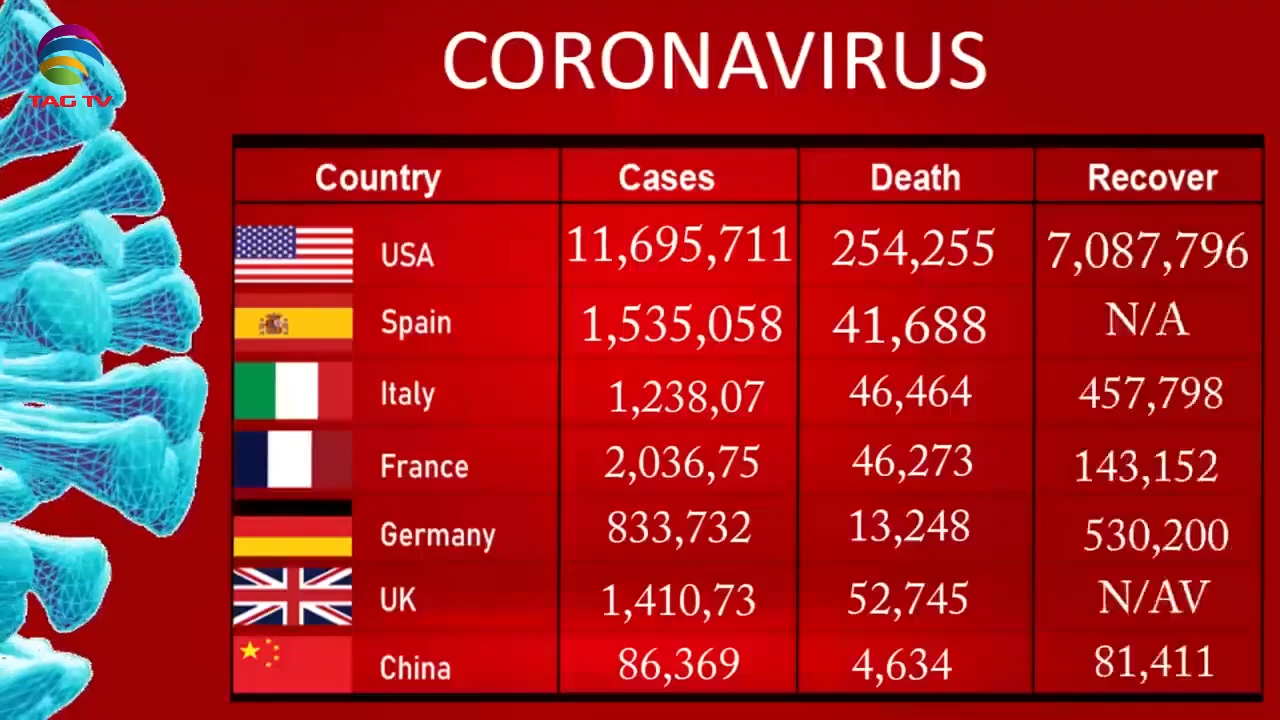 TAG TV
CORONAVIRUS
Country Cases Death Recover
USA 11,695,711 254,255 7,087,796
Spain 1,535,058 41,688 N/A
Italy 1,238,07 46,464 457,798
France 2,036,75 46,273 143,152
Germany 833,732 13,248 530,200
UK 1,410,73 52,745 N/AV
China 86,369 4,634 81,411